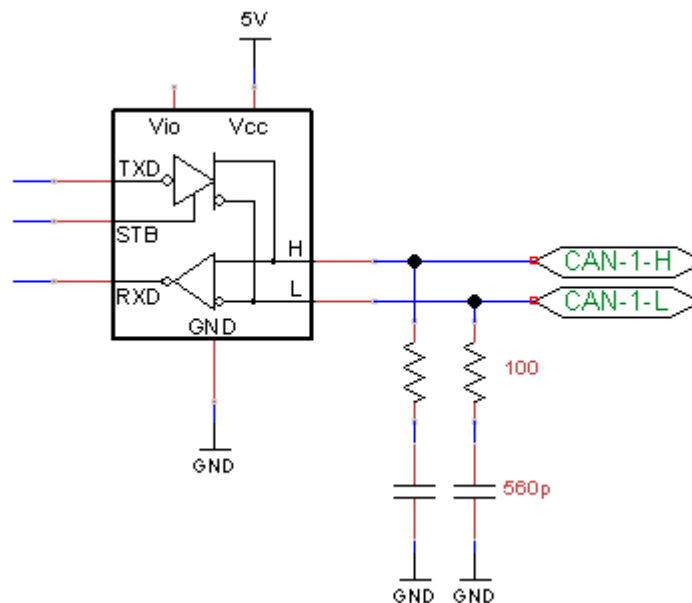 5V
Vio Vcc
TXD
STB
H
CAN-1-H
L
CAN-1-L
RXD
GND
100
GND
560p
GND GND